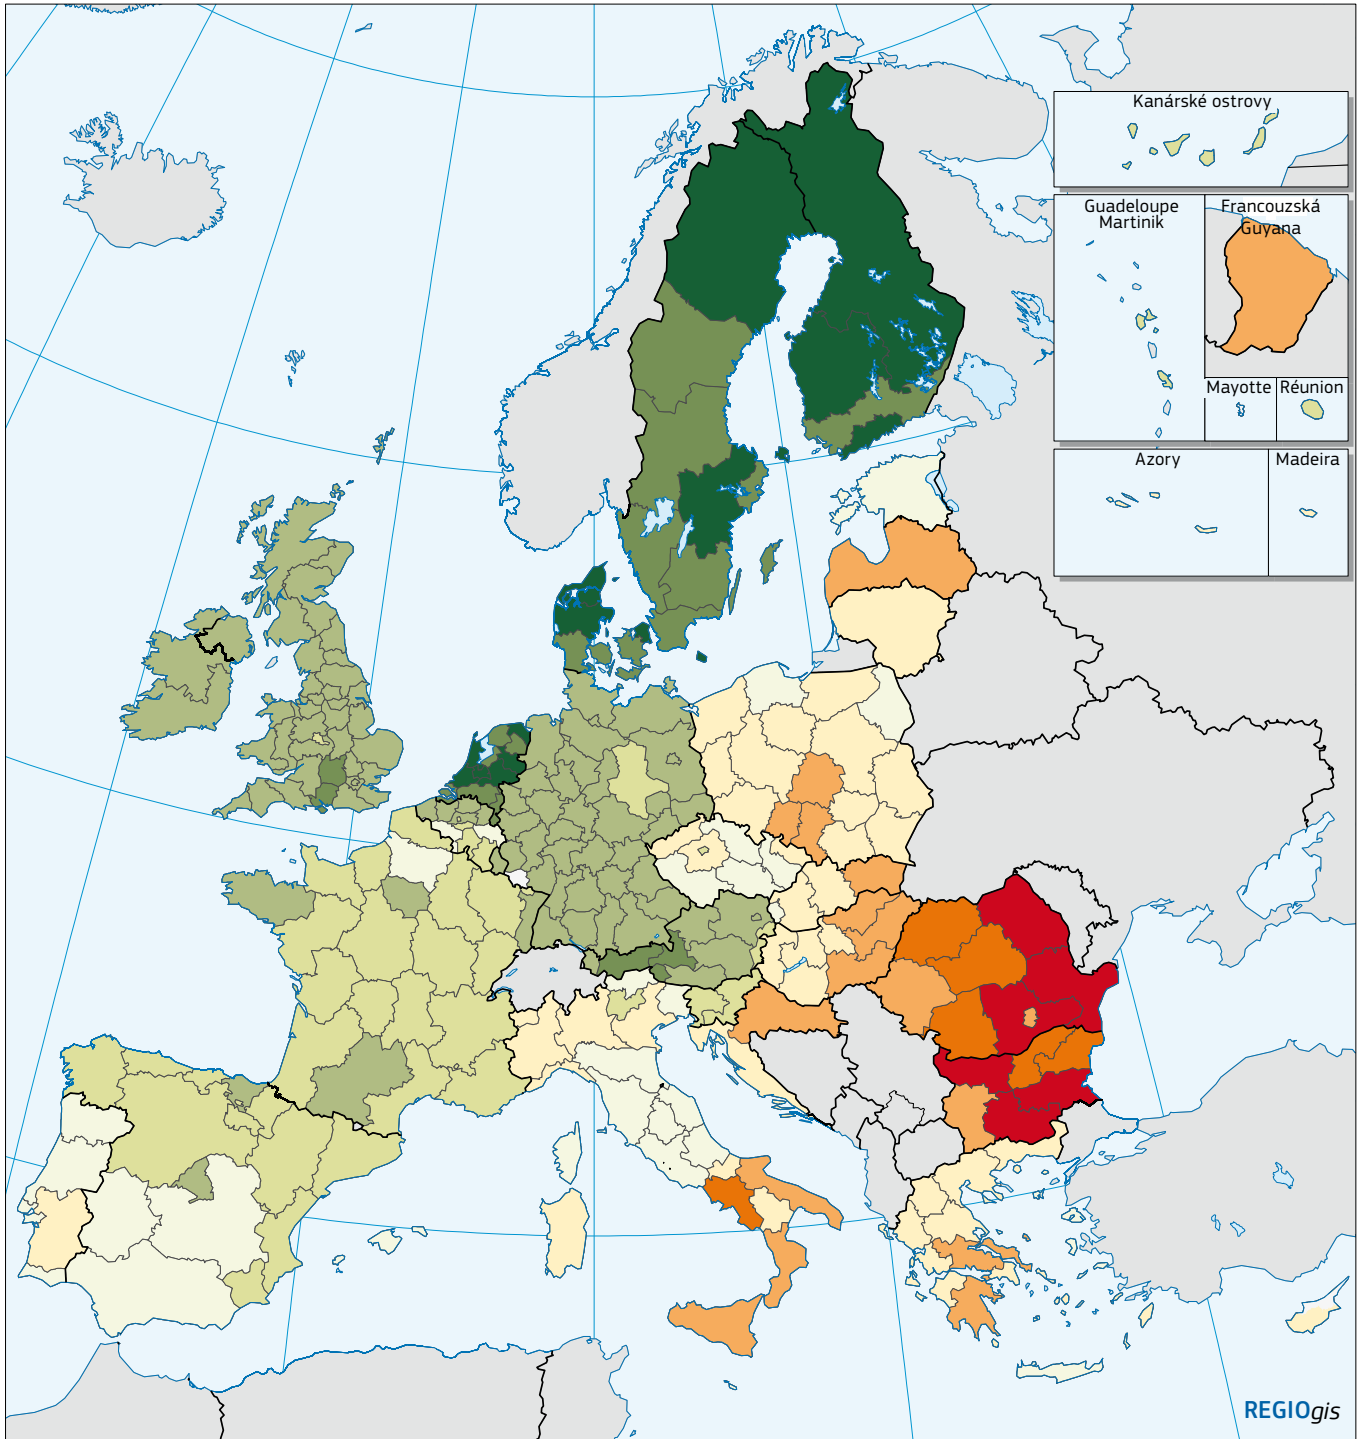 Kanárské ostrovy
Guadeloupe
Martinik
Francouzská
Guyana
Mayotte
Réunion
Azory
Madeira
REGIOgis